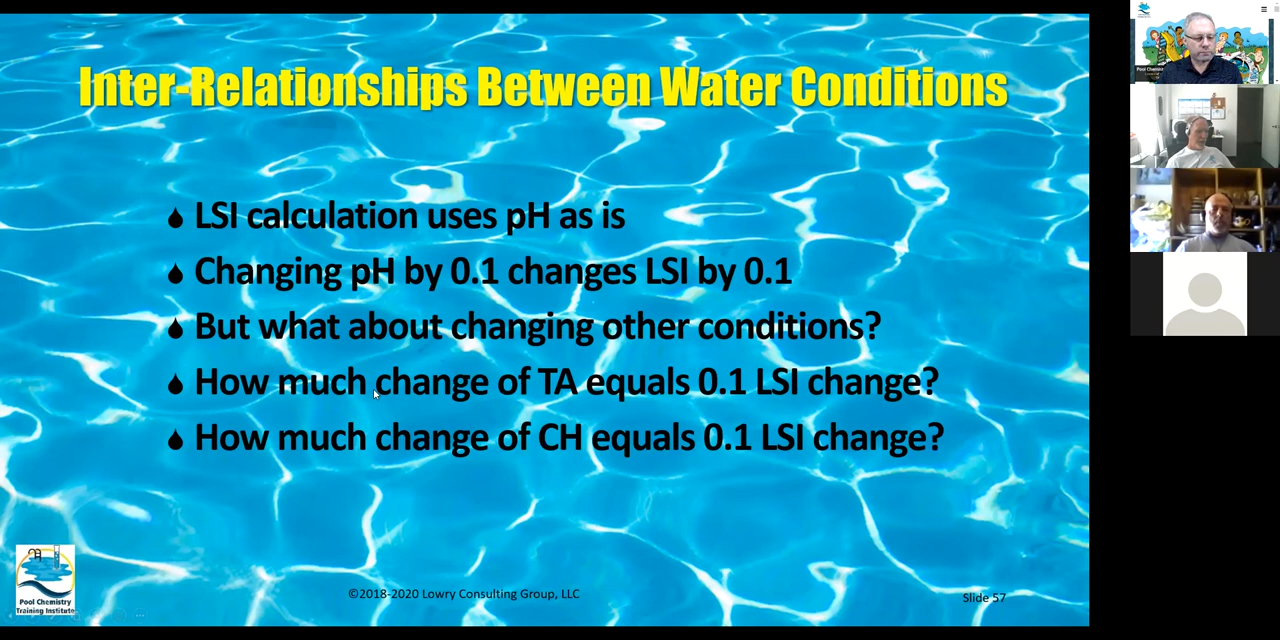 Inter-Relationships Between Water Conditions
LSI calculation uses pH as is
Changing pH by 0.1 changes LSI by 0.1
But what about changing other conditions?
How much change of TA equals 0.1 LSI change?
How much change of CH equals 0.1 LSI change?
Pool Chemistry
Training Institute
©2018-2020 Lowry Consulting Group, LLC
Slide 57